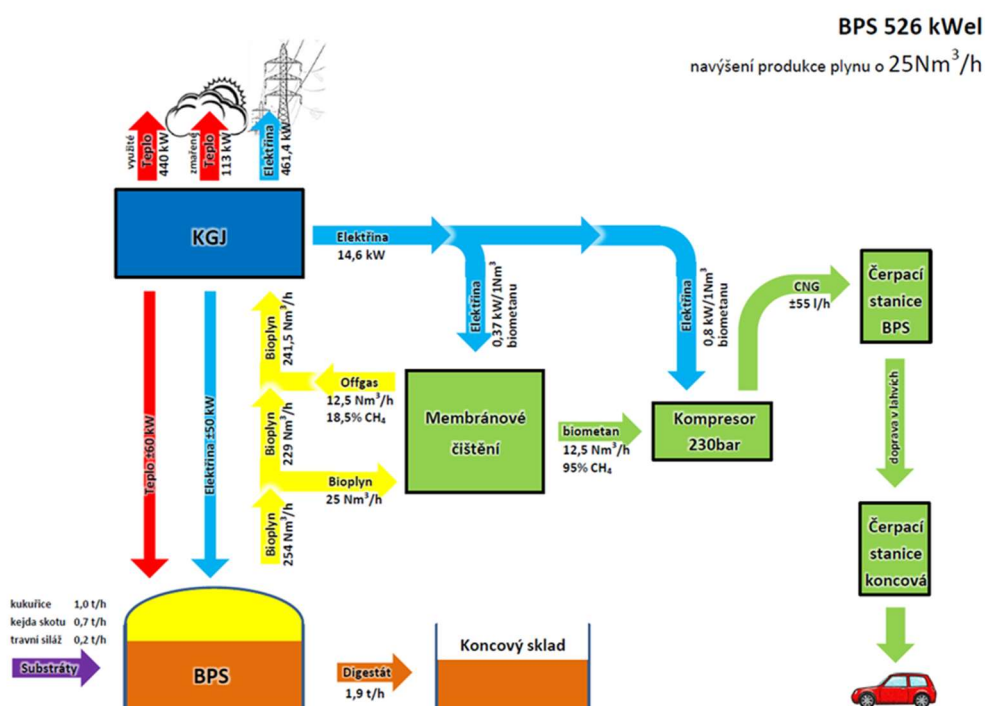 BPS 526 kWel
navýšení produkce plynu o 25Nm³/h
využité
Teplo
440 kW
zmařené
Teplo
113 kW
Elektřina
461,4 kW
KGJ
Elektřina
14,6 kW
Elektřina
0,37 kW/1Nm³
biometanu
Elektřina
0,8 kW/1Nm³
biometanu
CNG
±55 l/h
Čerpací
stanice
BPS
Bioplyn
241,5 Nm³/h
Offgas
12,5 Nm³/h
18,5% CH₄
Membránové
čištění
biometan
12,5 Nm³/h
95% CH₄
Kompresor
230bar
doprava v lahvích
Teplo ±60 kW
Elektřina ±50 kW
Bioplyn
229 Nm³/h
Bioplyn
25 Nm³/h
Bioplyn
254 Nm³/h
Čerpací
stanice
koncová
kukuřice 1,0 t/h
kejda skotu 0,7 t/h
travní siláž 0,2 t/h
Substráty
BPS
Digestát
1,9 t/h
Koncový sklad